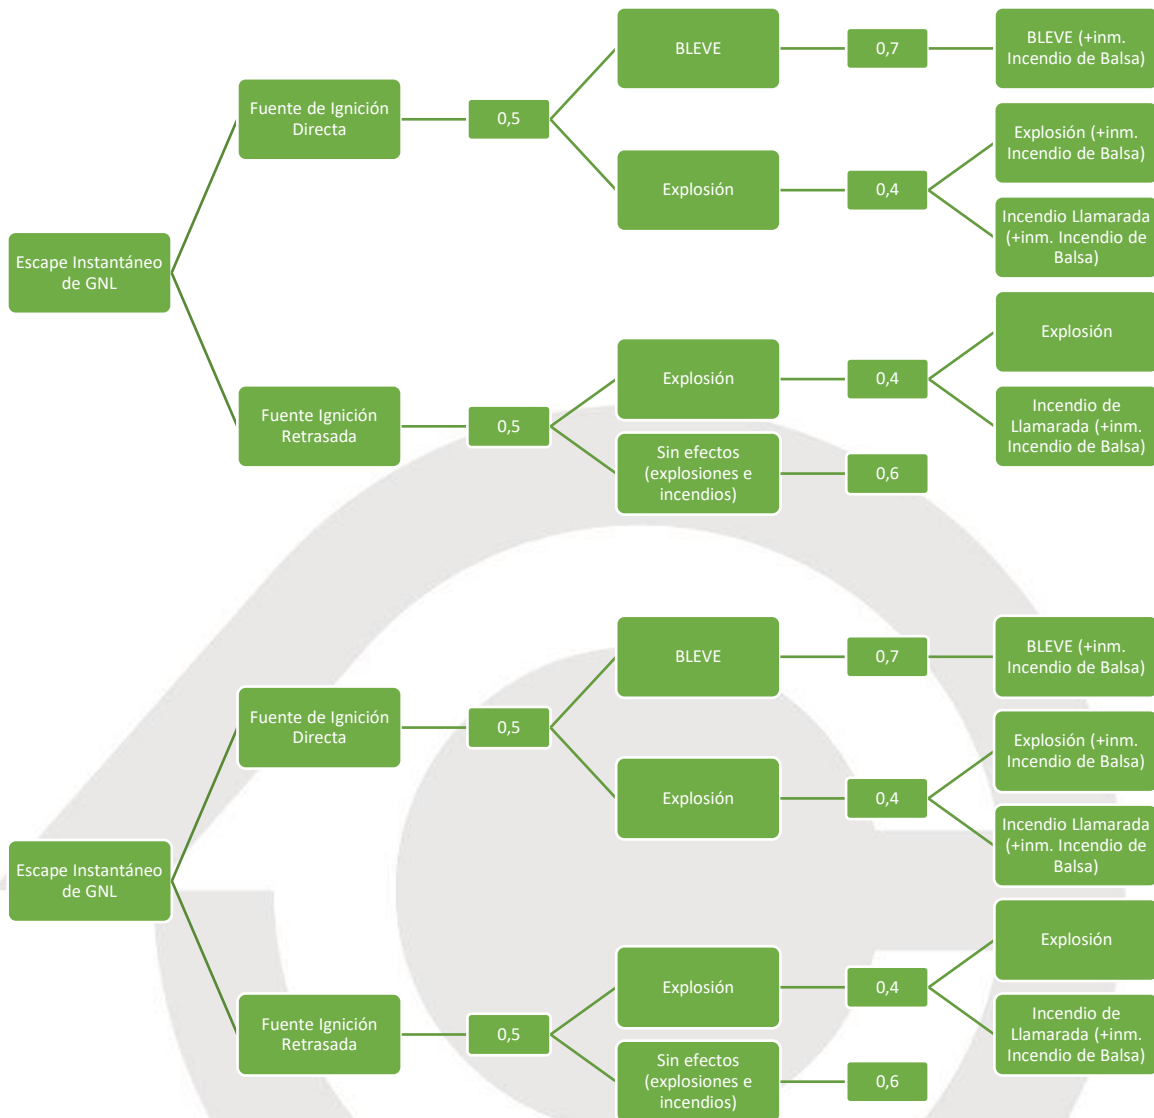 BLEVE
0,7
BLEVE (+inm.
Incendio de Balsa)
Fuente de Ignición
Directa
0,5
Explosión
0,4
Explosión (+inm.
Incendio de Balsa)
Incendio Llamarada
(+inm. Incendio de
Balsa)
Escape Instantáneo
de GNL
Explosión
0,4
Explosión
Fuente Ignición
Retrasada
0,5
Incendio de
Llamarada (+inm.
Incendio de Balsa)
Sin efectos
(explosiones e
incendios)
0,6
BLEVE
0,7
BLEVE (+inm.
Incendio de Balsa)
Fuente de Ignición
Directa
0,5
Explosión
0,4
Explosión (+inm.
Incendio de Balsa)
Incendio Llamarada
(+inm. Incendio de
Balsa)
Escape Instantáneo
de GNL
Explosión
0,4
Explosión
Fuente Ignición
Retrasada
0,5
Incendio de
Llamarada (+inm.
Incendio de Balsa)
Sin efectos
(explosiones e
incendios)
0,6